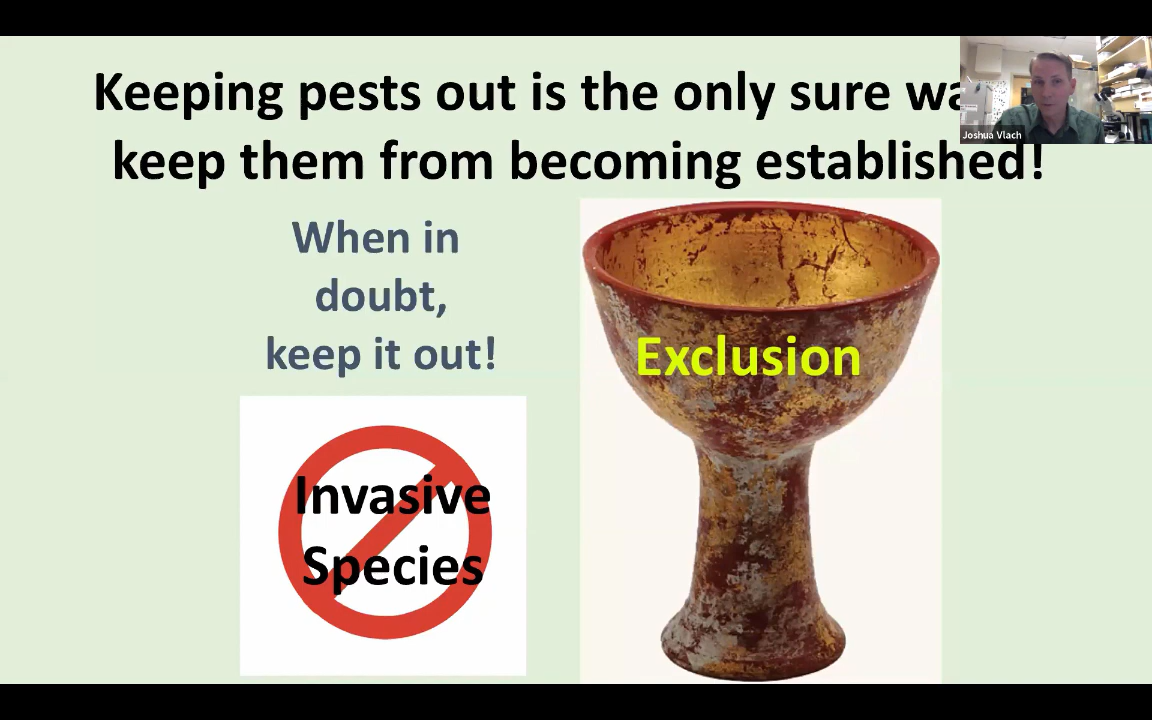 Keeping pests out is the only sure
keep them from becoming established!
Joshua Vlach
When in
doubt,
keep it out!
Exclusion
Invasive
Species